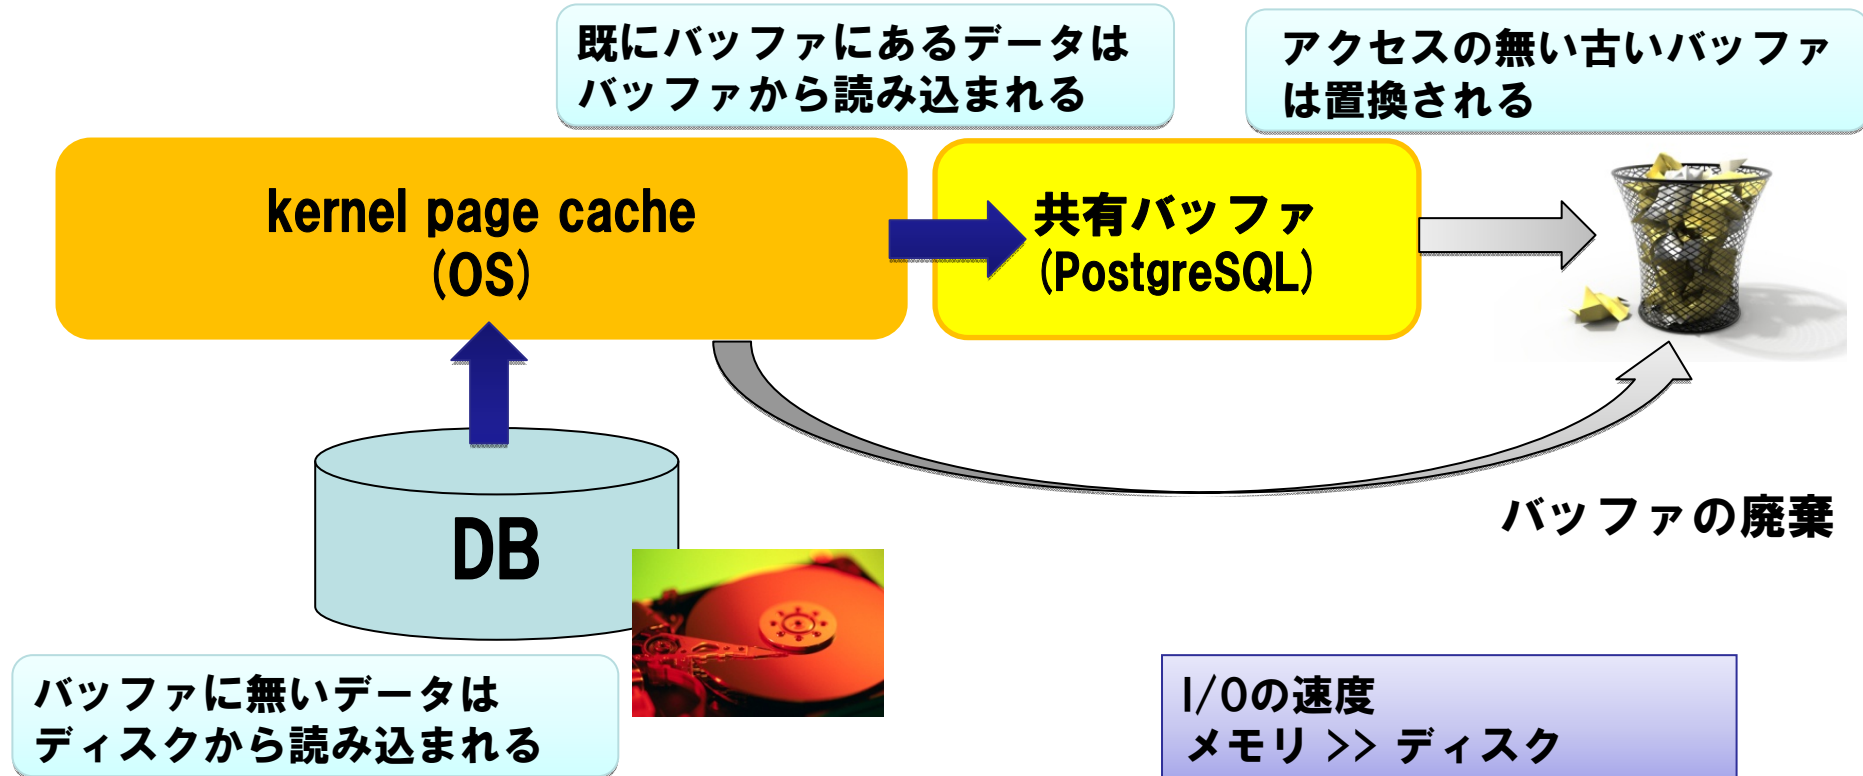 既にバッファにあるデータは
バッファから読み込まれる
アクセスの無い古いバッファ
は置換される
kernel page cache
(OS)
共有バッファ
(PostgreSQL)
DB
バッファの廃棄
バッファに無いデータは
ディスクから読み込まれる
I/Oの速度
メモリ >> ディスク